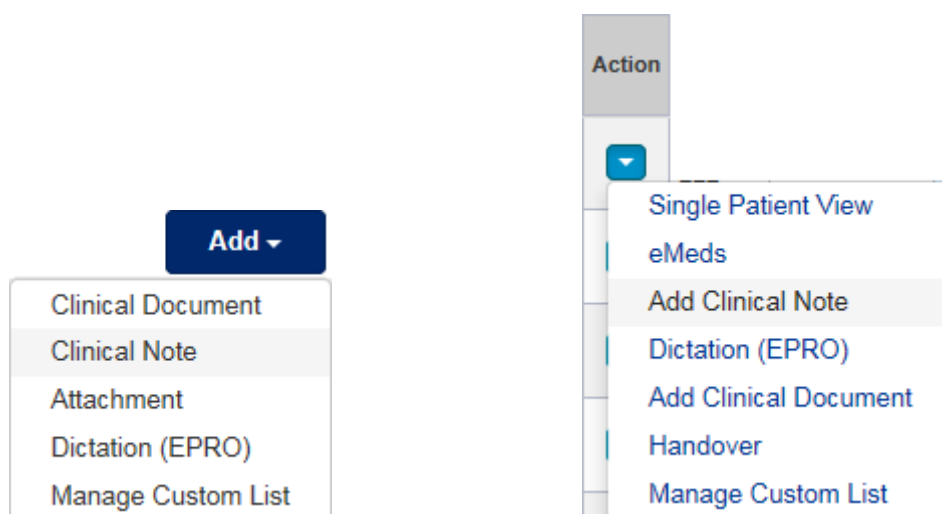 Add
Clinical Document
Clinical Note
Attachment
Dictation (EPRO)
Manage Custom List
Action
Single Patient View
eMeds
Add Clinical Note
Dictation (EPRO)
Add Clinical Document
Handover
Manage Custom List